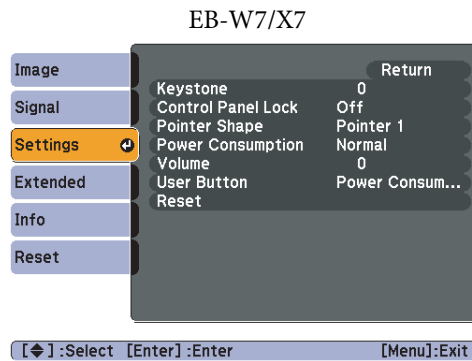 EB-W7/X7
Image
Signal
Settings
Extended
Info
Reset
Return
Keystone 0
Control Panel Lock Off
Pointer Shape Pointer 1
Power Consumption Normal
Volume 0
User Button Power Consum...
Reset
[◆] :Select [Enter] :Enter [Menu]:Exit